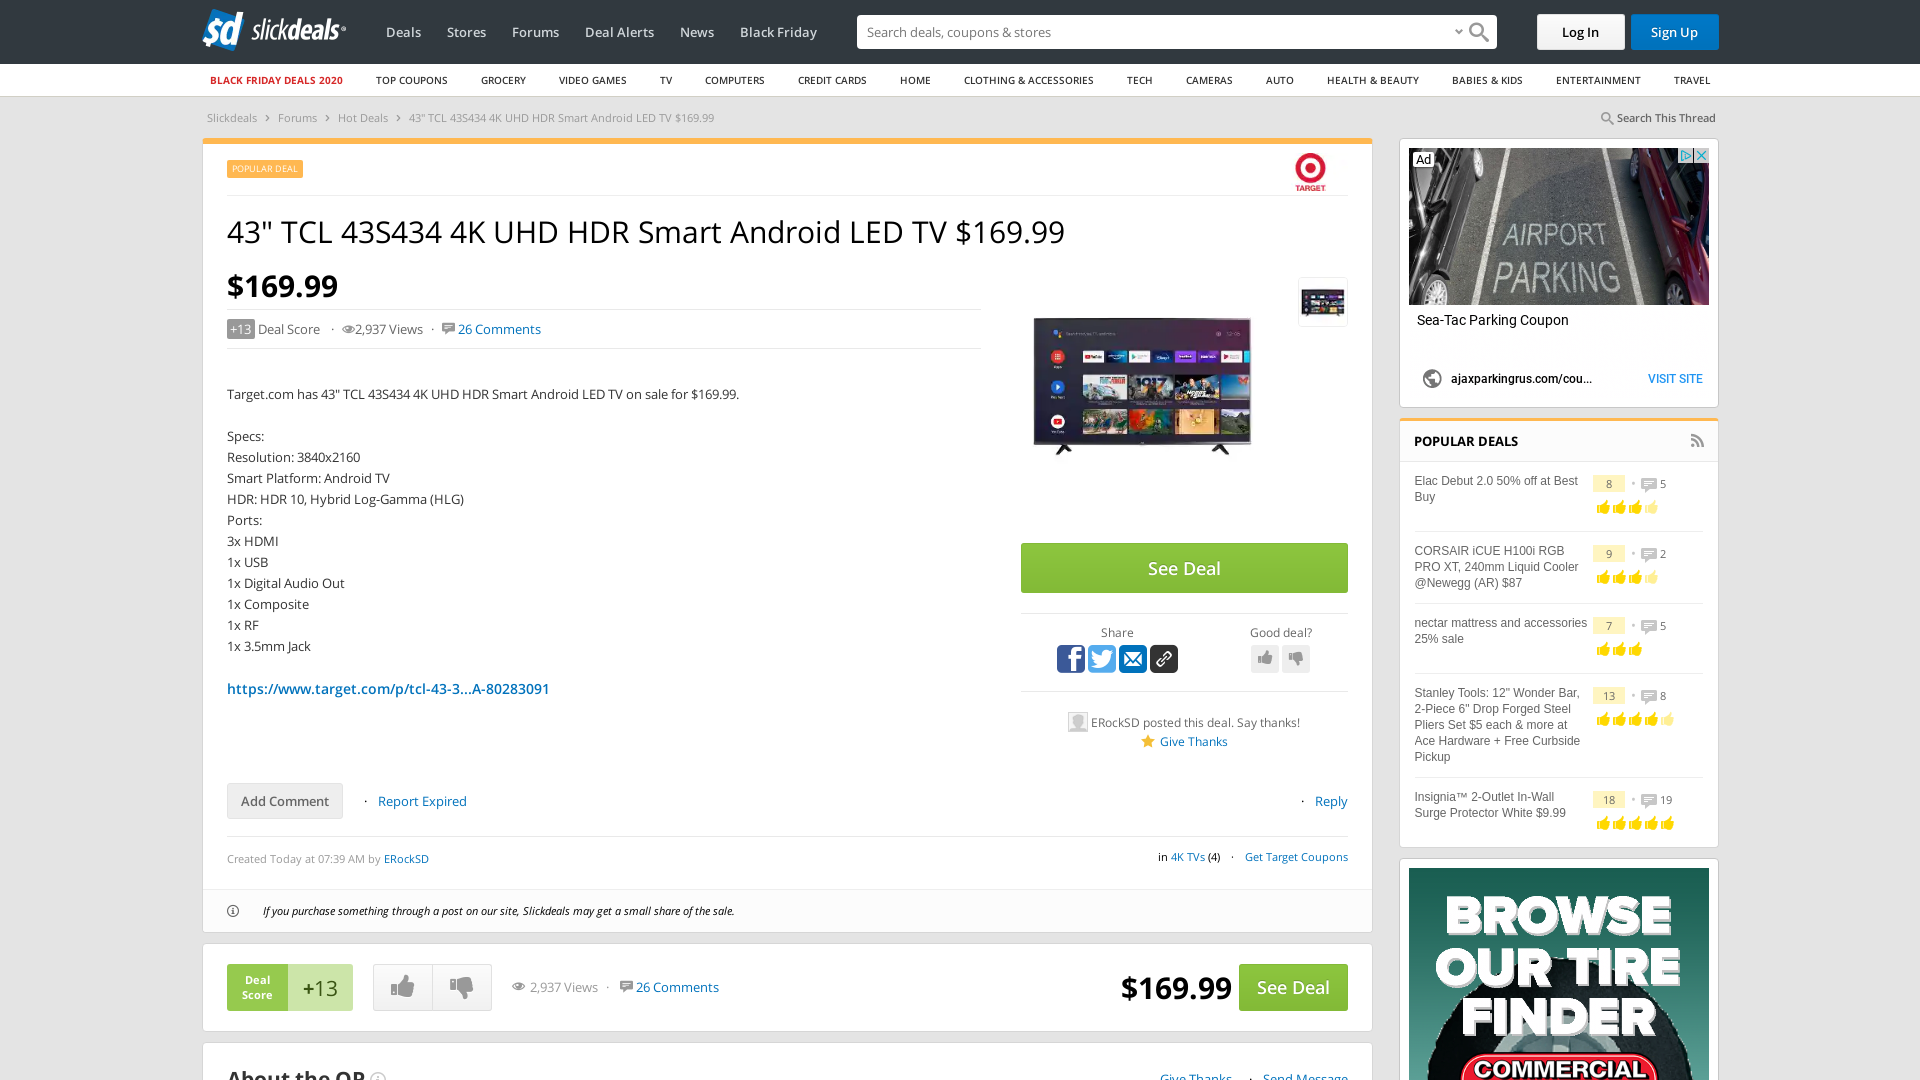 sd slickdeals
Deals
Stores
Forums
Deal Alerts
News
Black Friday
Search deals, coupons & shopping
Log In
Sign Up
BLACK FRIDAY DEALS 2020
TOP COUPONS
GROCERY
VIDEO GAMES
TV
COMPUTERS
CREDIT CARDS
HOME
CLOTHING & ACCESSORIES
TECH
CAMERAS
AUTO
HEALTH & BEAUTY
BABIES & KIDS
ENTERTAINMENT
TRAVEL
Slickdeals › Forums › Hot Deals › 43" TCL 43S434 4K UHD HDR Smart Android LED TV $169.99
Search This Thread
POPULAR DEAL
TARGET
43" TCL 43S434 4K UHD HDR Smart Android LED TV $169.99
$169.99
+13 Deal Score · 2,937 Views · 26 Comments
Target.com has 43" TCL 43S434 4K UHD HDR Smart Android LED TV on sale for $169.99.
Specs:
Resolution: 3840x2160
Smart Platform: Android TV
HDR: HDR 10, Hybrid Log-Gamma (HLG)
Ports:
3x HDMI
1x USB
1x Digital Audio Out
1x Composite
1x RF
1x 3.5mm Jack
https://www.target.com/p/tcl-43-3...A-80283091
See Deal
Share
Good deal?
ERockSD posted this deal. Say thanks!
Give Thanks
Add Comment · Report Expired
· Reply
Created Today at 07:39 AM by ERockSD
in 4K TVs (4) · Get Target Coupons
If you purchase something through a post on our site, Slickdeals may get a small share of the sale.
Deal
Score
+13
2,937 Views · 26 Comments
$169.99
See Deal
About the OP
Give Thanks · Send Message
Ad
AIRPORT
PARKING
Sea-Tac Parking Coupon
ajaxparkingrus.com/cou...
VISIT SITE
POPULAR DEALS
Elac Debut 2.0 50% off at Best
Buy
8 · 5
CORSAIR iCUE H100i RGB
PRO XT, 240mm Liquid Cooler
@Newegg (AR) $87
9 · 2
nectar mattress and accessories
25% sale
7 · 5
Stanley Tools: 12" Wonder Bar,
2-Piece 6" Drop Forged Steel
Pliers Set $5 each & more at
Ace Hardware + Free Curbside
Pickup
13 · 8
Insignia™ 2-Outlet In-Wall
Surge Protector White $9.99
18 · 19
BROWSE
OUR TIRE
FINDER
COMMERCIAL